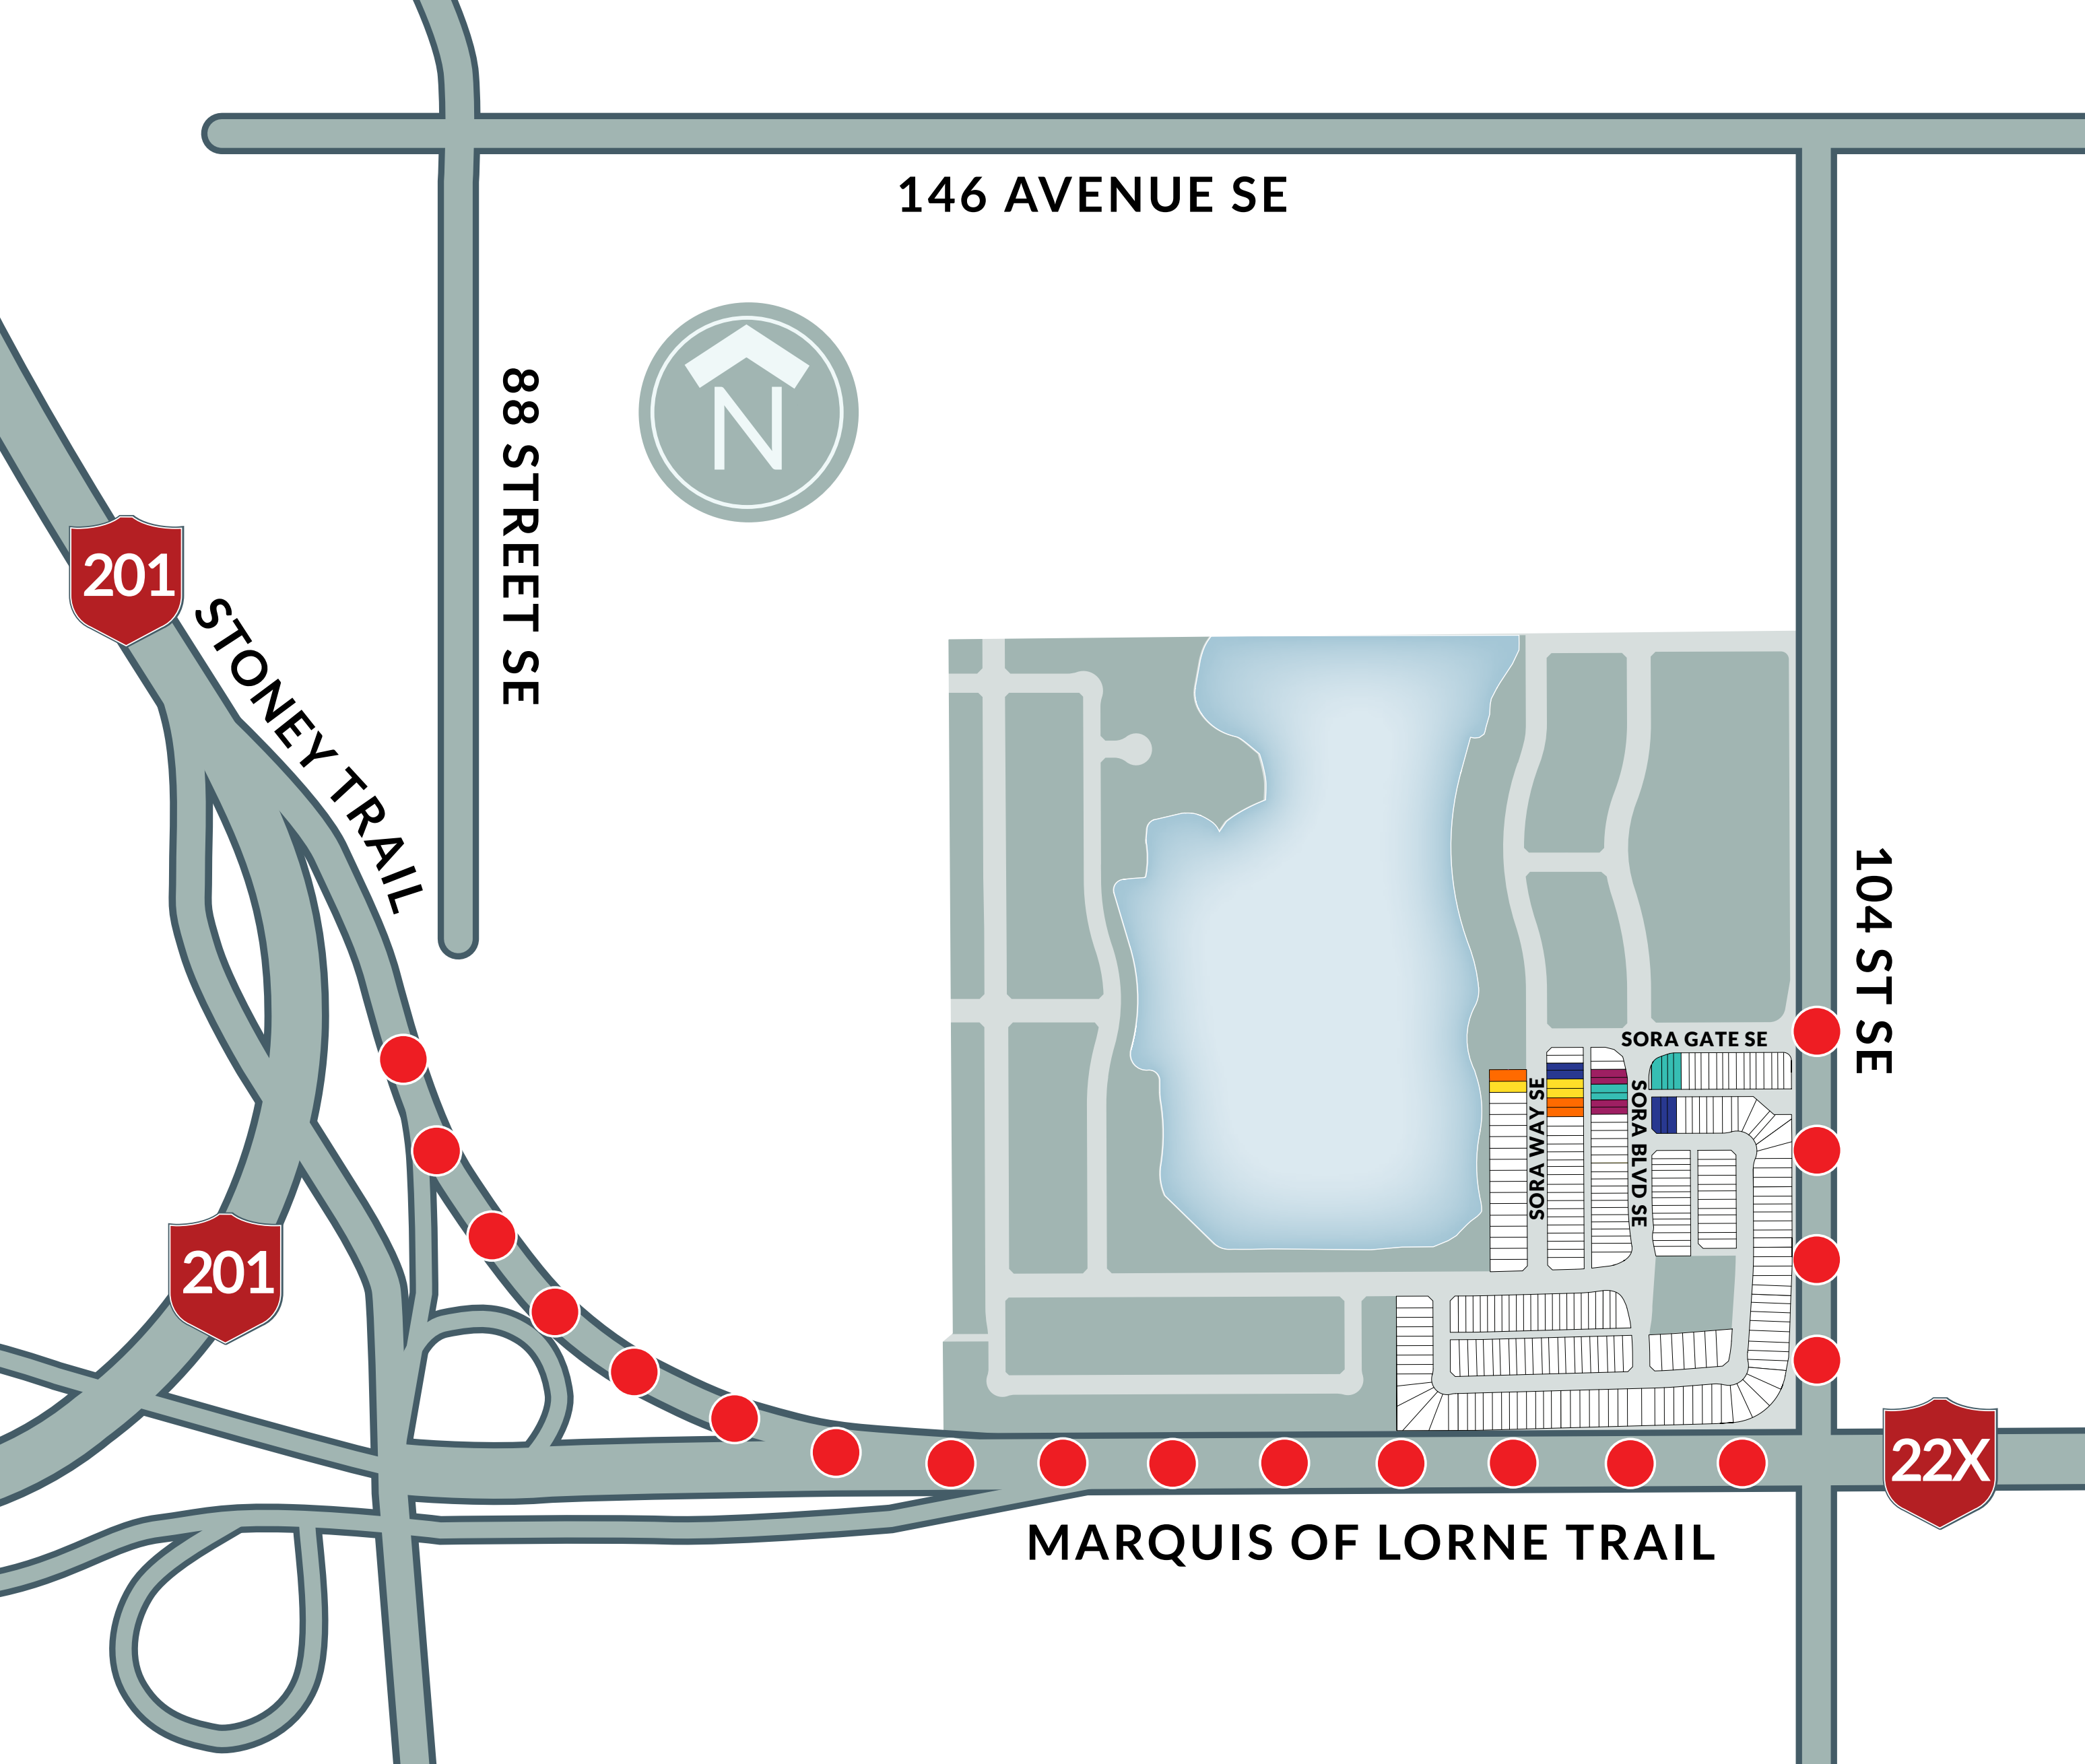 146 AVENUE SE
88 STREET SE
N
201
STONEY TRAIL
104 ST SE
SORA GATE SE
SORA WAY SE
SORA BLVD SE
201
22X
MARQUIS OF LORNE TRAIL